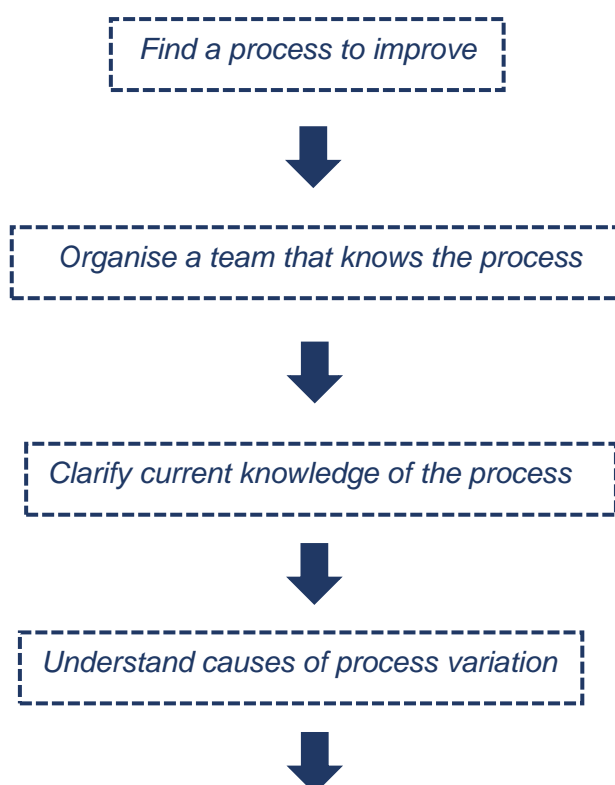 Find a process to improve
Organise a team that knows the process
Clarify current knowledge of the process
Understand causes of process variation